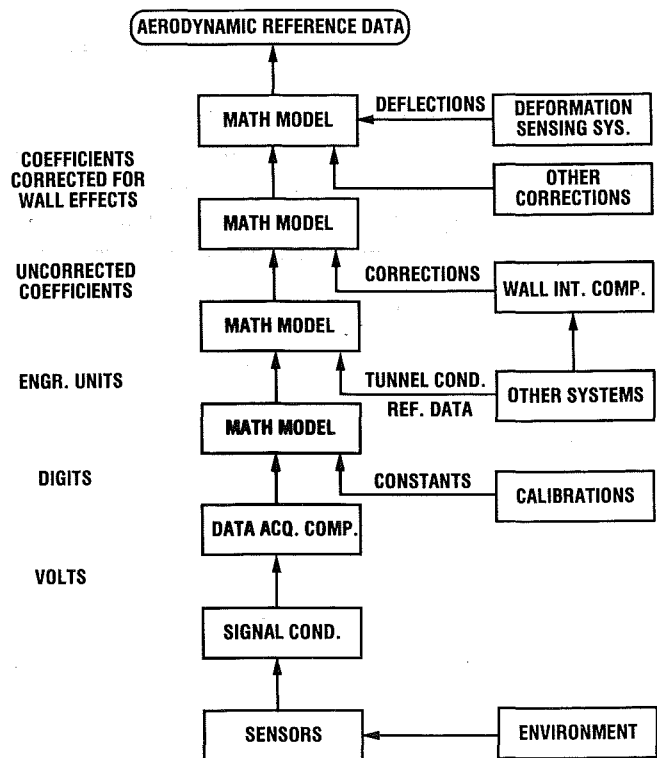 AERODYNAMIC REFERENCE DATA
MATH MODEL
DEFLECTIONS
DEFORMATION
SENSING SYS.
COEFFICIENTS
CORRECTED FOR
WALL EFFECTS
OTHER
CORRECTIONS
MATH MODEL
UNCORRECTED
COEFFICIENTS
CORRECTIONS
WALL INT. COMP.
MATH MODEL
ENGR. UNITS
TUNNEL COND.
REF. DATA
OTHER SYSTEMS
MATH MODEL
DIGITS
CONSTANTS
CALIBRATIONS
DATA ACQ. COMP.
VOLTS
SIGNAL COND.
SENSORS
ENVIRONMENT